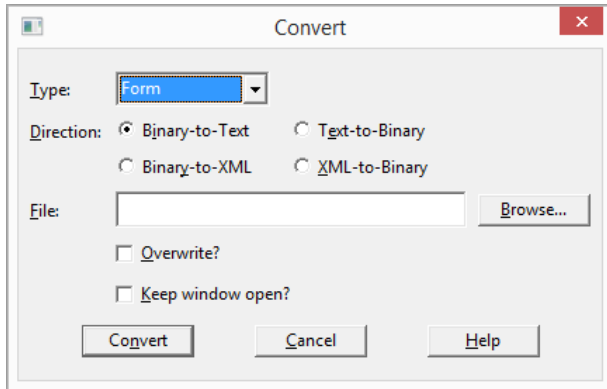 Convert
Type: Form
Direction: Binary-to-Text Text-to-Binary
Binary-to-XML XML-to-Binary
File: Browse...
Overwrite?
Keep window open?
Convert Cancel Help